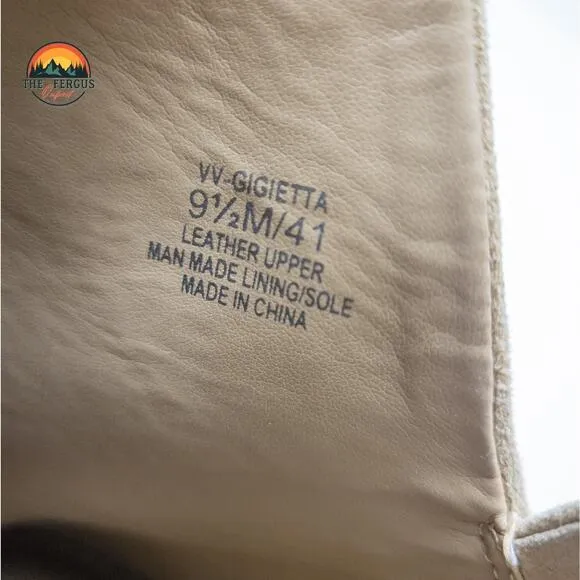 THE FERGUS
VV-GIGIETTA
9½M/41
LEATHER UPPER
MAN MADE LINING/SOLE
MADE IN CHINA